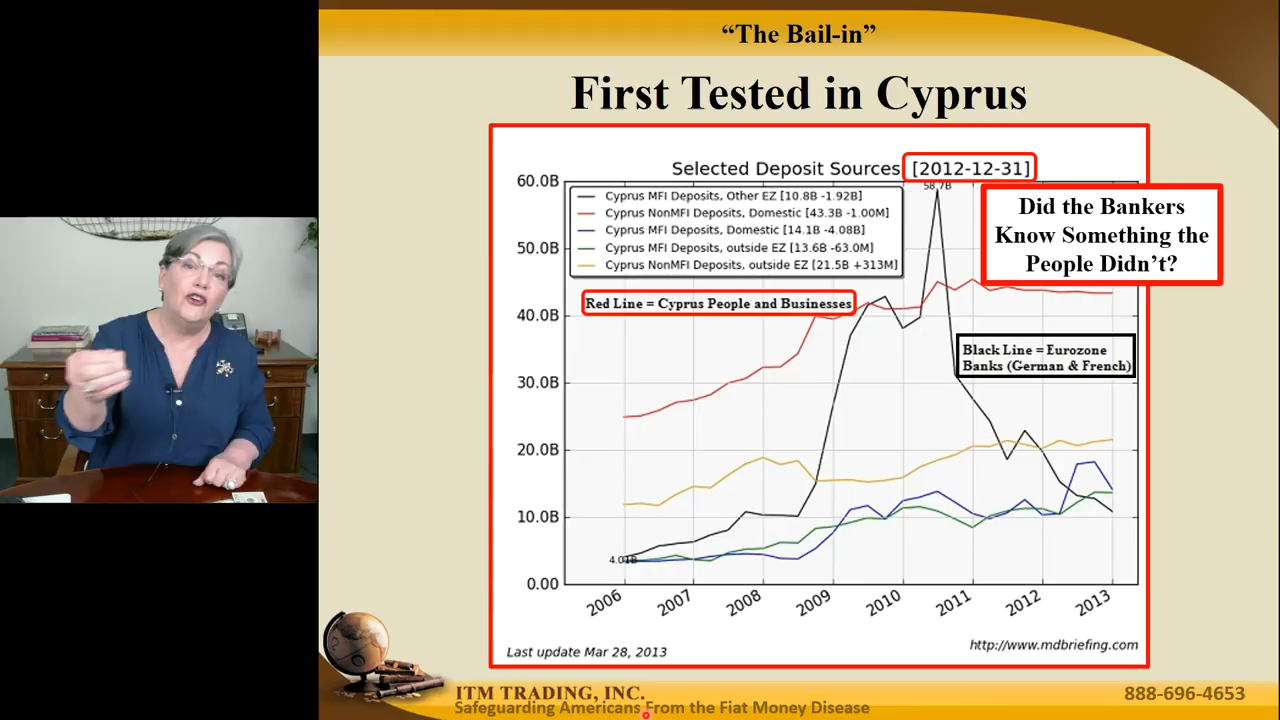 “The Bail-in”
First Tested in Cyprus
Selected Deposit Sources [2012-12-31]
60.0B
50.0B
40.0B
30.0B
20.0B
10.0B
0.00
Cyprus MFI Deposits, Other EZ [10.8B -1.92B]
Cyprus NonMFI Deposits, Domestic [43.3B -1.00M]
Cyprus MFI Deposits, Domestic [14.1B -4.08B]
Cyprus MFI Deposits, outside EZ [13.6B -63.0M]
Cyprus NonMFI Deposits, outside EZ [21.5B +313M]
58.7B
Did the Bankers
Know Something the
People Didn’t?
Red Line = Cyprus People and Businesses
Black Line = Eurozone
Banks (German & French)
2006
2007
2008
2009
2010
2011
2012
2013
Last update Mar 28, 2013
http://www.mdbriefing.com
ITM TRADING, INC.
Safeguarding Americans From the Fiat Money Disease
888-696-4653